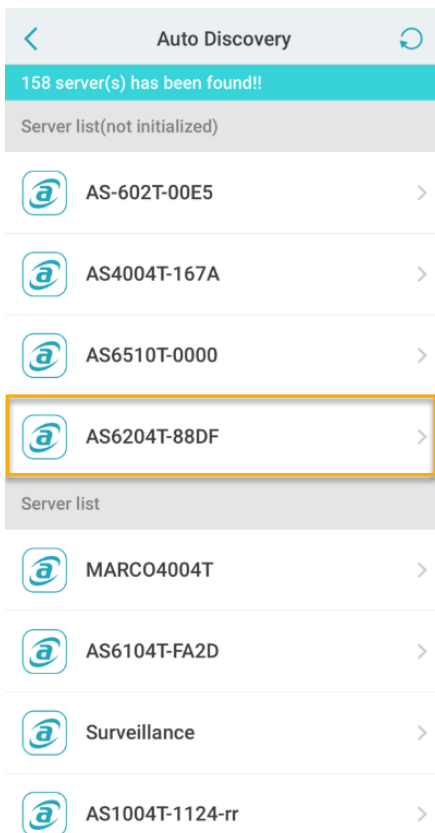 Auto Discovery
158 server(s) has been found!!
Server list(not initialized)
AS-602T-00E5
AS4004T-167A
AS6510T-0000
AS6204T-88DF
Server list
MARCO4004T
AS6104T-FA2D
Surveillance
AS1004T-1124-rr